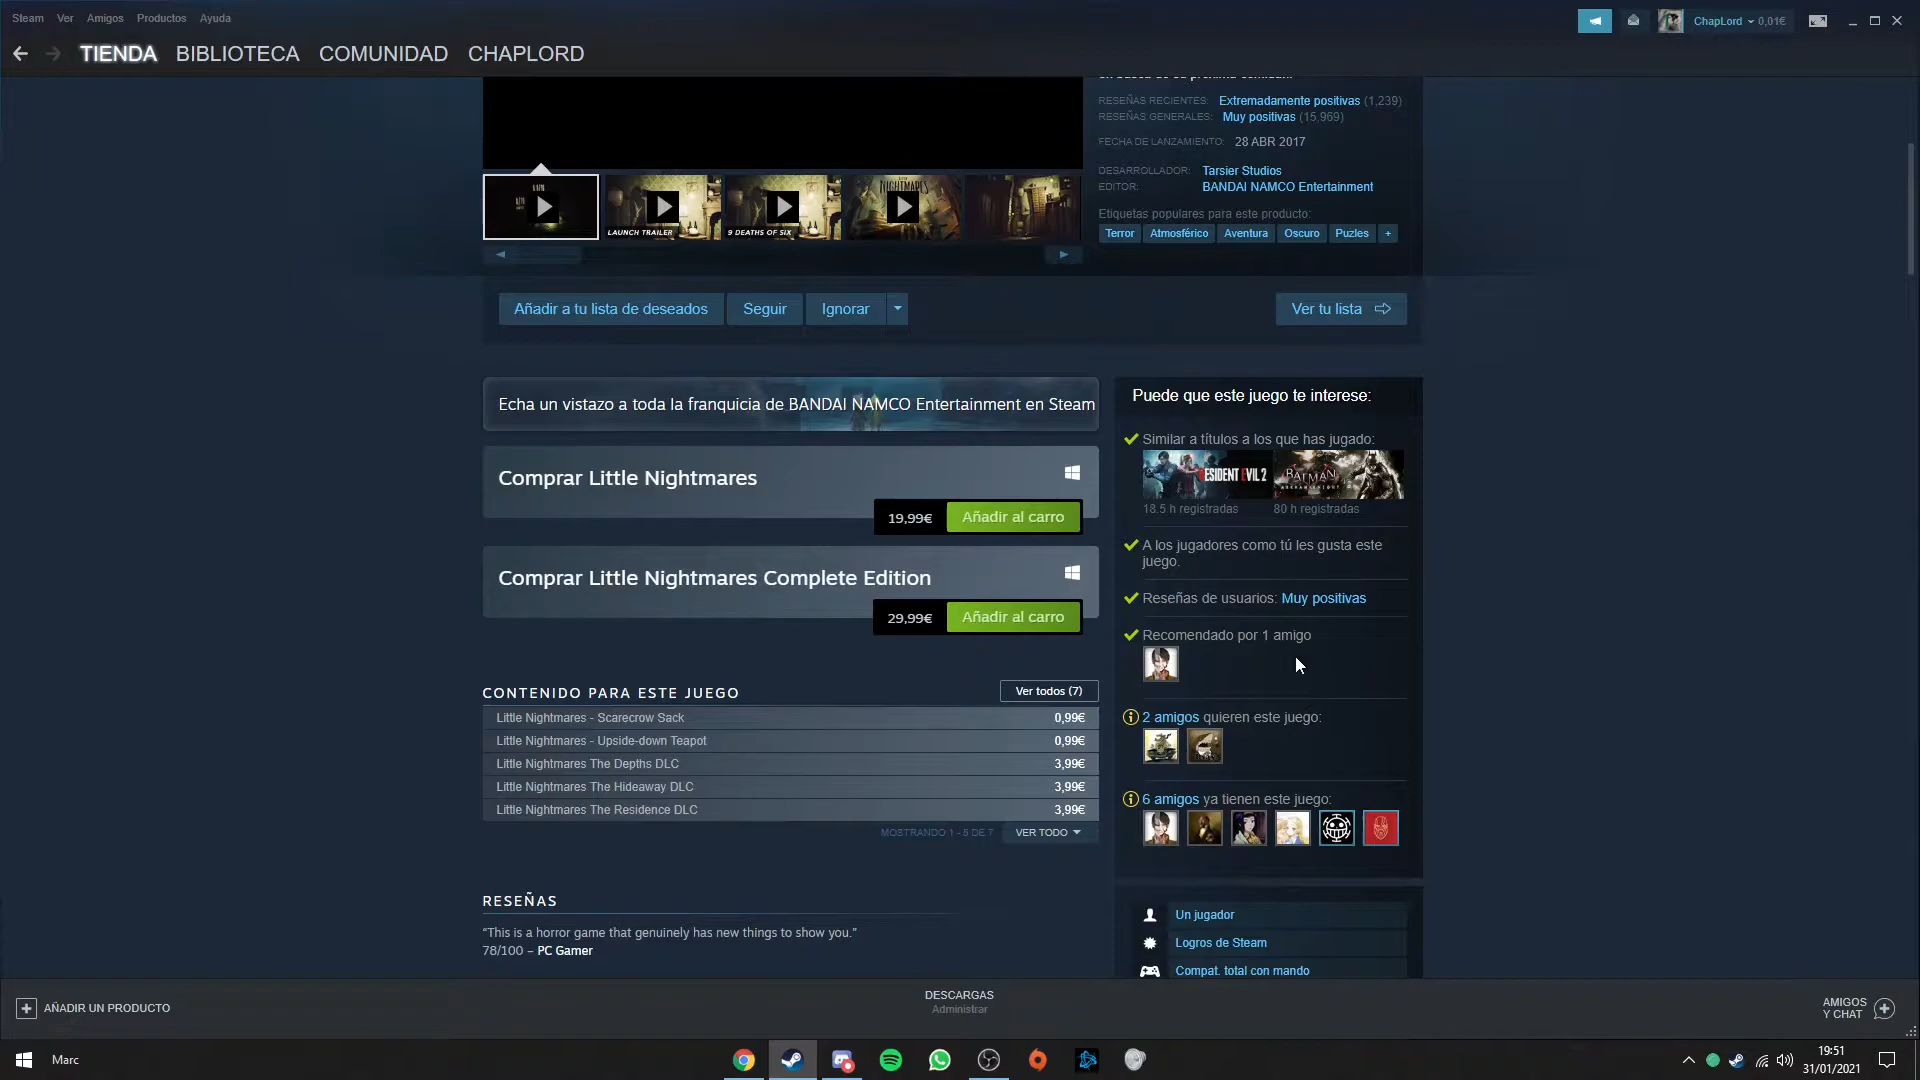 Steam Ver Amigos Productos Ayuda
ChapLord 0,01€
TIENDA BIBLIOTECA COMUNIDAD CHAPLORD
RESEÑAS RECIENTES: Extremadamente positivas (1,239)
RESEÑAS GENERALES: Muy positivas (15,969)
FECHA DE LANZAMIENTO: 28 ABR 2017
DESARROLLADOR: Tarsier Studios
EDITOR: BANDAI NAMCO Entertainment
Etiquetas populares para este producto:
Terror Atmosférico Aventura Oscuro Puzles +
LAUNCH TRAILER
9 DEATHS OF SIX
NIGHTMARES
Añadir a tu lista de deseados Seguir Ignorar
Ver tu lista
Echa un vistazo a toda la franquicia de BANDAI NAMCO Entertainment en Steam
Comprar Little Nightmares
19,99€ Añadir al carro
Comprar Little Nightmares Complete Edition
29,99€ Añadir al carro
CONTENIDO PARA ESTE JUEGO Ver todos (7)
Little Nightmares - Scarecrow Sack 0,99€
Little Nightmares - Upside-down Teapot 0,99€
Little Nightmares The Depths DLC 3,99€
Little Nightmares The Hideaway DLC 3,99€
Little Nightmares The Residence DLC 3,99€
MOSTRANDO 1 - 5 DE 7 VER TODO
RESEÑAS
“This is a horror game that genuinely has new things to show you.”
78/100 – PC Gamer
Puede que este juego te interese:
Similar a títulos a los que has jugado:
RESIDENT EVIL 2
BATMAN
ARKHAM KNIGHT
18.5 h registradas 80 h registradas
A los jugadores como tú les gusta este
juego.
Reseñas de usuarios: Muy positivas
Recomendado por 1 amigo
2 amigos quieren este juego:
6 amigos ya tienen este juego:
Un jugador
Logros de Steam
Compat. total con mando
AÑADIR UN PRODUCTO
DESCARGAS
Administrar
AMIGOS
Y CHAT
Marc
19:51
31/01/2021